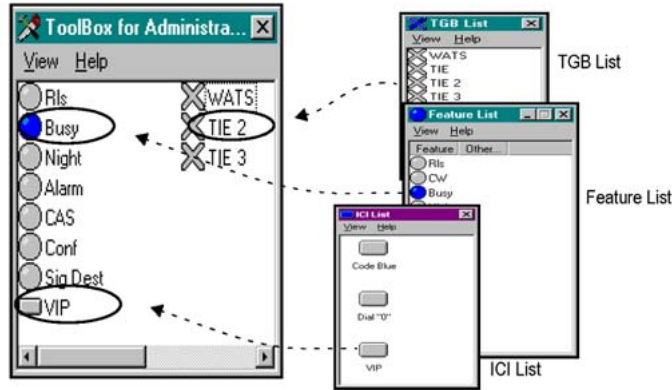 ToolBox for Administra...
View Help
Rls
Busy
Night
Alarm
CAS
Conf
Sig Dest
VIP
WATS
TIE 2
TIE 3
TGB List
View Help
WATS
TIE
TIE 2
TIE 3
TGB List
Feature List
View Help
Feature Other...
Rls
CW
Busy
Feature List
ICI List
View Help
Code Blue
Dial "0"
VIP
ICI List